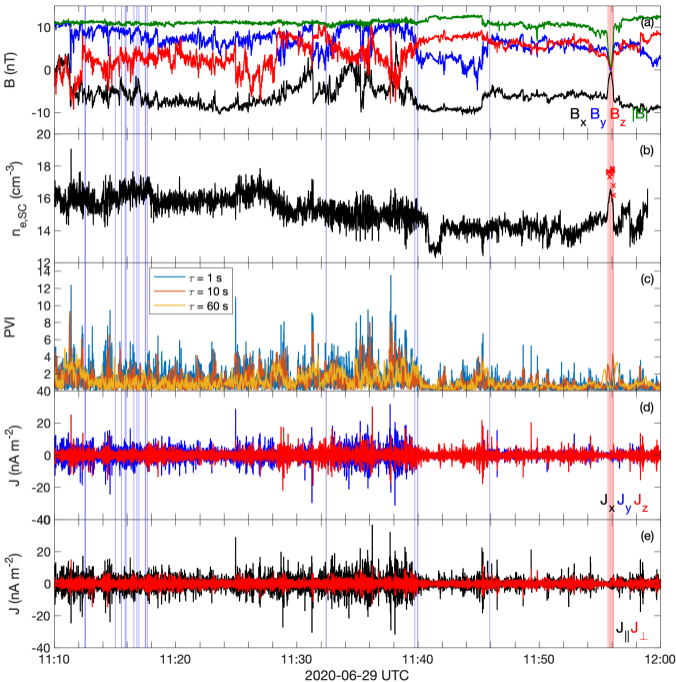 10
0
-10
B (nT)
(a)
Bx By Bz |B|
20
18
16
14
12
n e,SC (cm-3)
(b)
14
12
10
8
6
4
2
PVI
τ = 1 s
τ = 10 s
τ = 60 s
(c)
40
20
0
-20
-40
J (nA m-2)
(d)
Jx Jy Jz
40
20
0
-20
-40
J (nA m-2)
(e)
J|| J⊥
11:10 11:20 11:30 11:40 11:50 12:00
2020-06-29 UTC